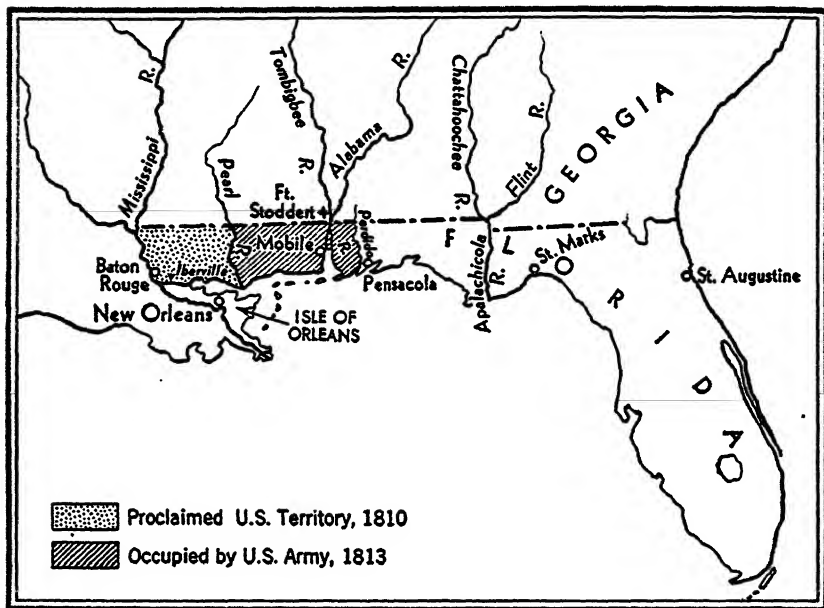 Mississippi R.
Pearl R.
Tombigbee R.
Alabama R.
Chattahoochee R.
Flint R.
GEORGIA
Ft. Stoddert
Mobile
Perdido R.
Baton Rouge
Iberville
New Orleans
ISLE OF ORLEANS
Pensacola
Apalachicola R.
St. Marks
St. Augustine
FLORIDA
Proclaimed U.S. Territory, 1810
Occupied by U.S. Army, 1813